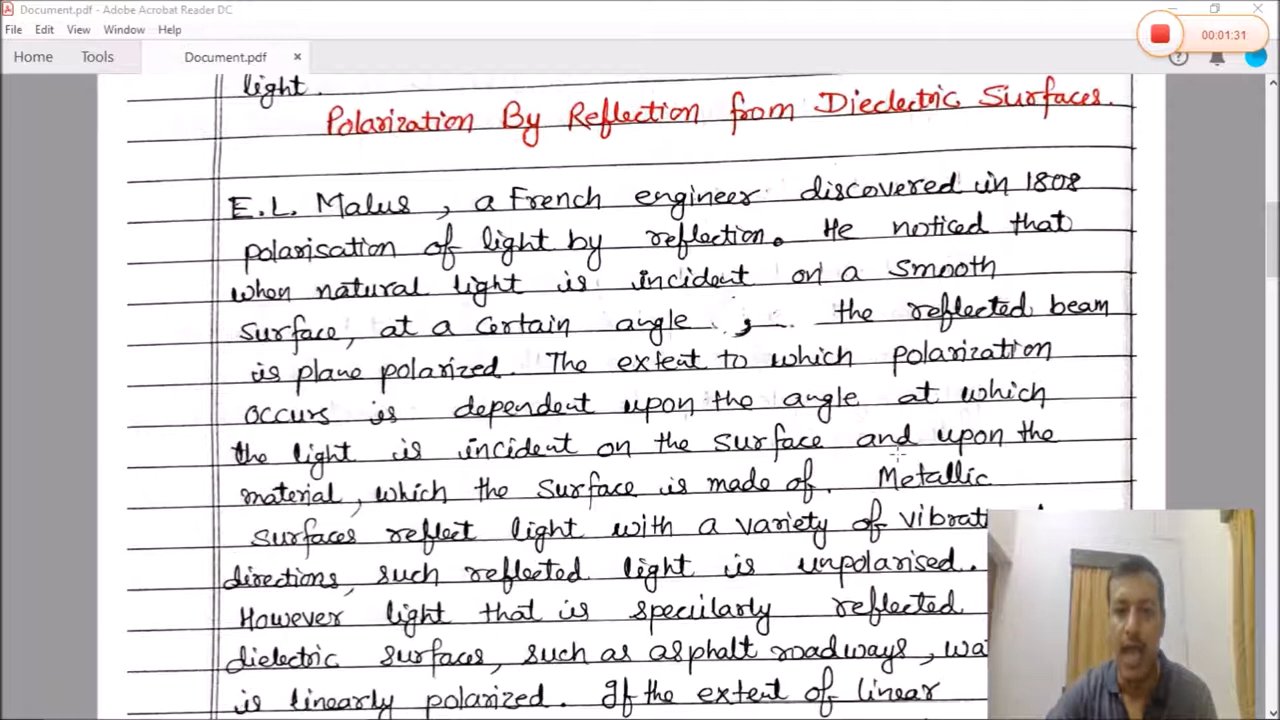 Document.pdf - Adobe Acrobat Reader DC
File Edit View Window Help
00:01:31
Home Tools Document.pdf
light.
Polarization By Reflection from Dieclectric Surfaces.
E.L. Malus, a French engineer discovered in 1808
polarisation of light by reflection. He noticed that
when natural light is incident on a smooth
surface, at a certain angle, the reflected beam
is plane polarized. The extent to which polarization
occurs is dependent upon the angle at which
the light is incident on the surface and upon the
material, which the surface is made of. Metallic
surfaces reflect light with a variety of
directions, such reflected light is unpolarised.
However light that is specularly reflected
dielectric surfaces, such as asphalt roadways,
is linearly polarized. If the extent of linear